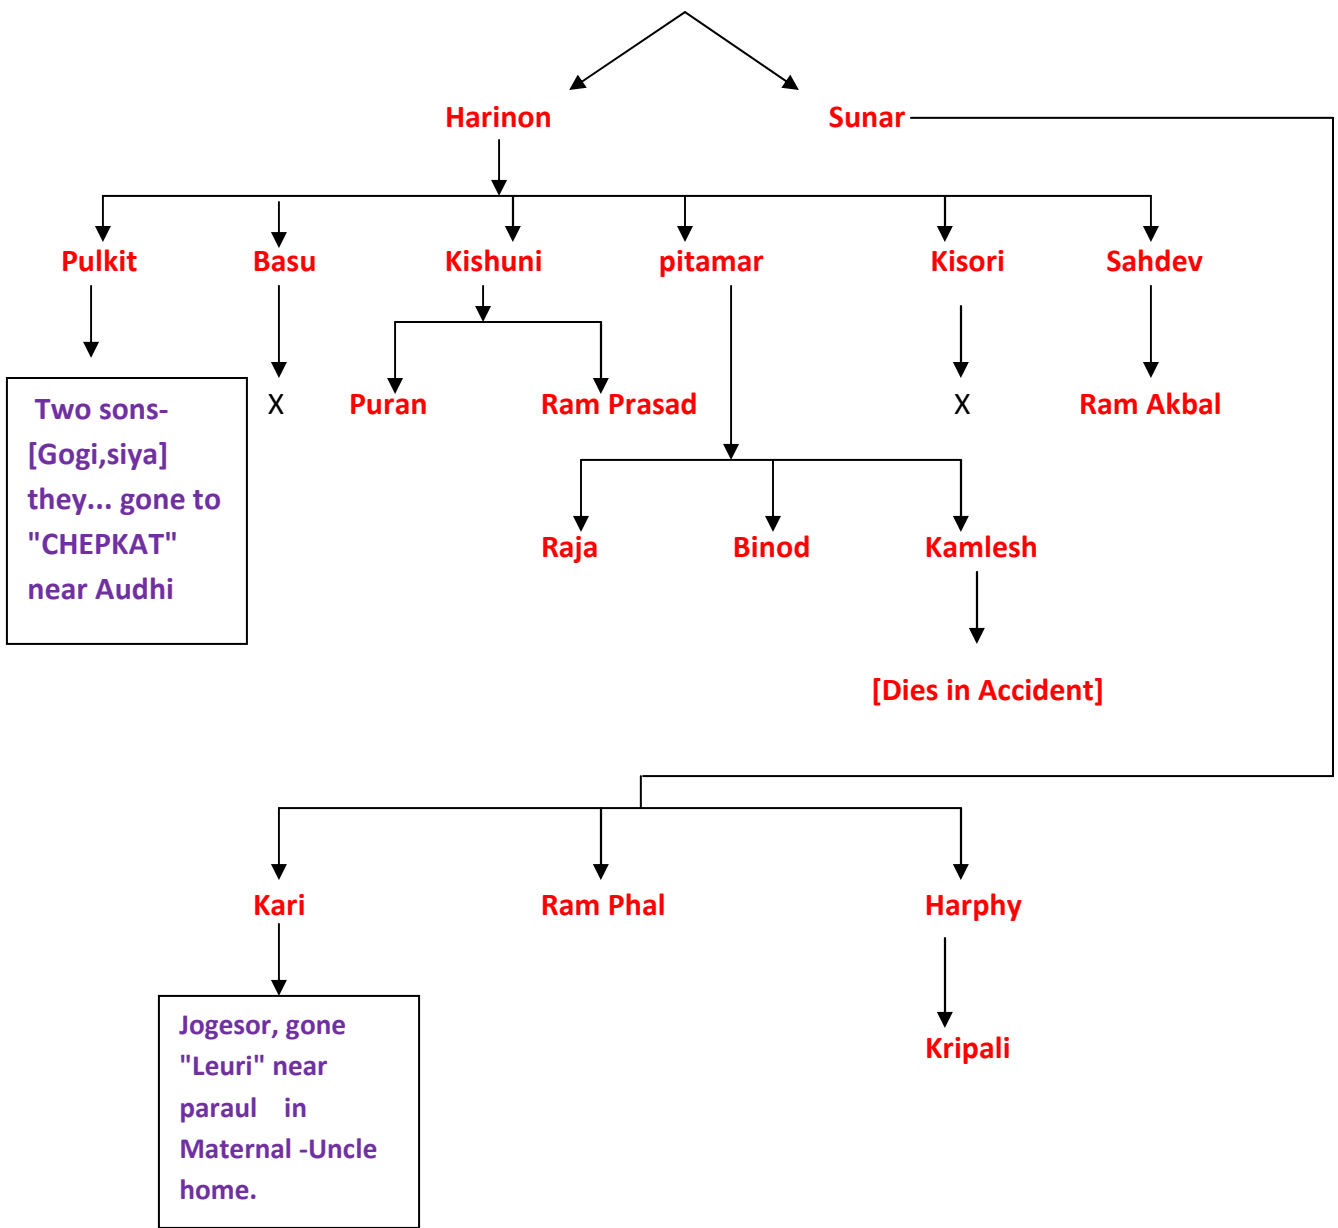 Harinon Sunar
Pulkit Basu Kishuni pitamar Kisori Sahdev
Two sons-
[Gogi,siya]
they... gone to
"CHEPKAT"
near Audhi
X Puran Ram Prasad X Ram Akbal
Raja Binod Kamlesh
[Dies in Accident]
Kari Ram Phal Harphy
Jogesor, gone
"Leuri" near
paraul in
Maternal -Uncle
home.
Kripali